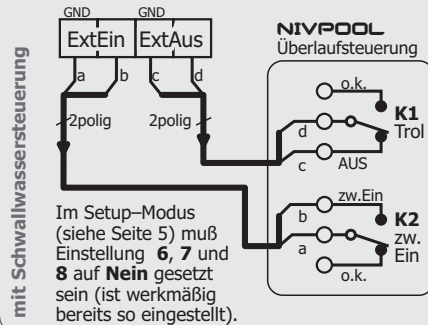 mit Schwallwassersteuerung
GND GND
ExtEin ExtAus
a b c d
2polig 2polig
Im Setup–Modus
(siehe Seite 5) muß
Einstellung 6, 7 und
8 auf Nein gesetzt
sein (ist werkmäßig
bereits so eingestellt).
NIVPOOL
Überlaufsteuerung
o.k.
K1
d Trol
c AUS
zw.Ein
b K2
a zw.
Ein
o.k.